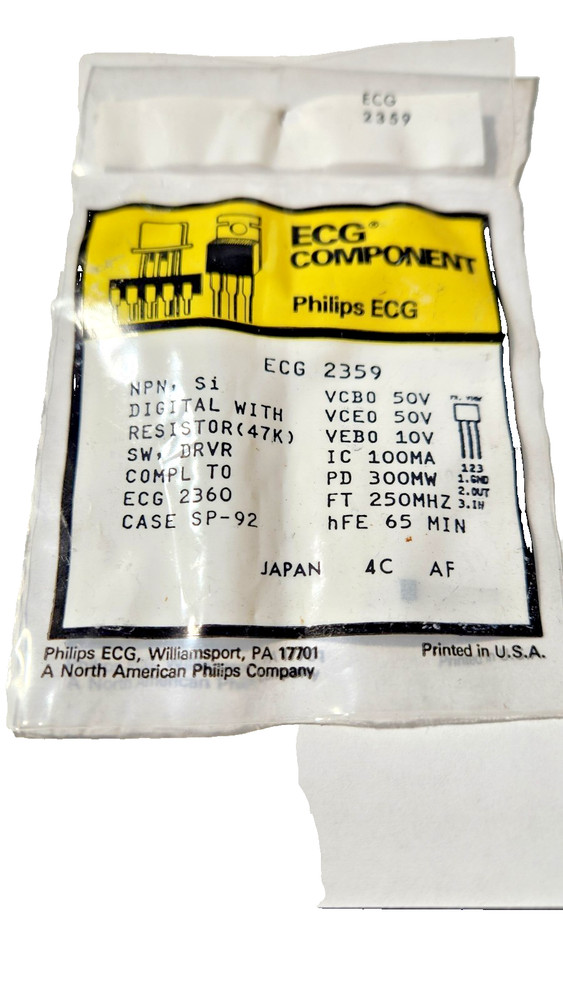 ECG
2359
ECG®
COMPONENT
Philips ECG
ECG 2359
NPN, Si
DIGITAL WITH
RESISTOR(47K)
SW, DRVR
COMPL TO
ECG 2360
CASE SP-92
VCBO 50V
VCEO 50V
VEBO 10V
IC 100MA
PD 300MW
FT 250MHZ
hFE 65 MIN
123
1.GND
2.OUT
3.IN
JAPAN 4C AF
Philips ECG, Williamsport, PA 17701
A North American Philips Company
Printed in U.S.A.